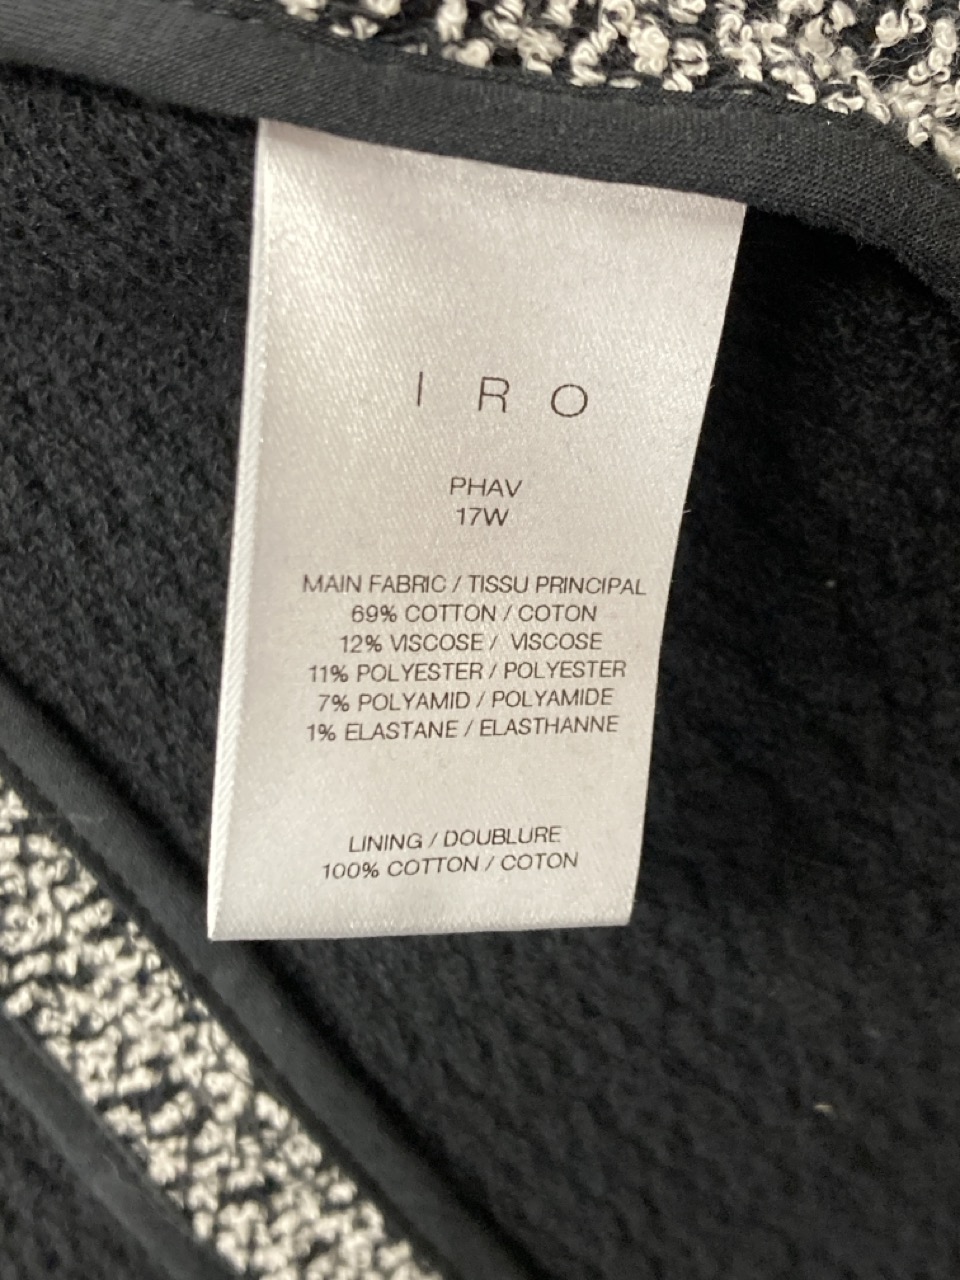 I R O
PHAV
17W
MAIN FABRIC / TISSU PRINCIPAL
69% COTTON / COTON
12% VISCOSE / VISCOSE
11% POLYESTER / POLYESTER
7% POLYAMID / POLYAMIDE
1% ELASTANE / ELASTHANNE
LINING / DOUBLURE
100% COTTON / COTON